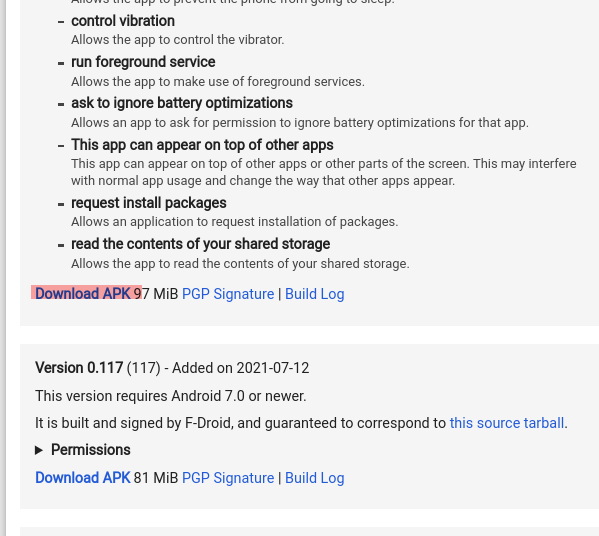 Allows the app to prevent the phone from going to sleep.
- control vibration
Allows the app to control the vibrator.
- run foreground service
Allows the app to make use of foreground services.
- ask to ignore battery optimizations
Allows an app to ask for permission to ignore battery optimizations for that app.
- This app can appear on top of other apps
This app can appear on top of other apps or other parts of the screen. This may interfere
with normal app usage and change the way that other apps appear.
- request install packages
Allows an application to request installation of packages.
- read the contents of your shared storage
Allows the app to read the contents of your shared storage.
Download APK 97 MiB PGP Signature | Build Log
Version 0.117 (117) - Added on 2021-07-12
This version requires Android 7.0 or newer.
It is built and signed by F-Droid, and guaranteed to correspond to this source tarball.
▶ Permissions
Download APK 81 MiB PGP Signature | Build Log